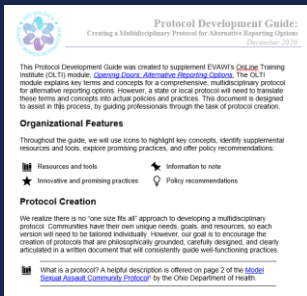 Protocol Development Guide:
Creating a Multidisciplinary Protocol for Alternative Reporting Options
December 2020
This Protocol Development Guide was created to supplement EVAWI's OnLine Training
Institute (OLTI) module, Opening Doors: Alternative Reporting Options. The OLTI
module explains key terms and concepts for a comprehensive, multidisciplinary protocol
for alternative reporting options. However, a state or local protocol will need to translate
these terms and concepts into actual policies and practices. This document is designed
to assist in this process, by guiding professionals through the task of protocol creation.
Organizational Features
Throughout the guide, we will use icons to highlight key concepts, identify supplemental
resources and tools, explore promising practices, and offer policy recommendations:
Resources and tools Information to note
Innovative and promising practices Policy recommendations
Protocol Creation
We realize there is no "one size fits all" approach to developing a multidisciplinary
protocol. Communities have their own unique needs, goals, and resources, so each
version will need to be tailored individually. However, our goal is to encourage the
creation of protocols that are philosophically grounded, carefully designed, and clearly
articulated in a written document that will consistently guide well-functioning practices.
What is a protocol? A helpful description is offered on page 2 of the Model
Sexual Assault Community Protocol" by the Ohio Department of Health.